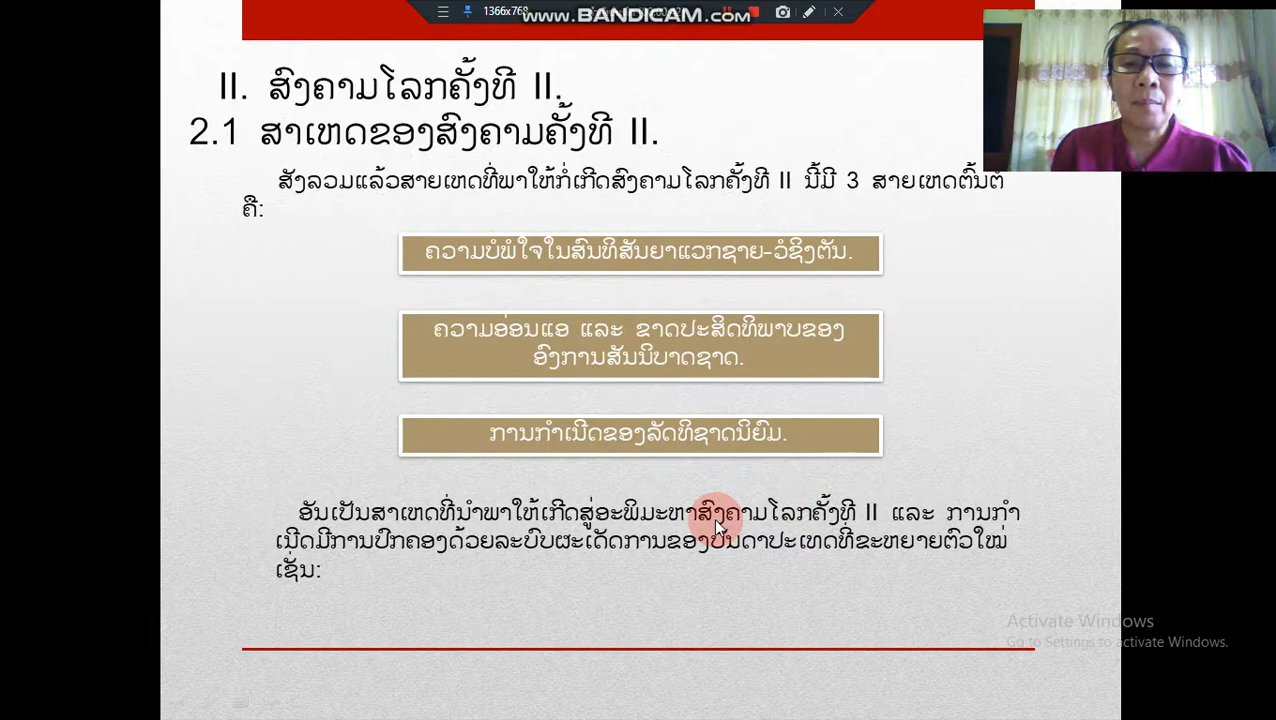 1366x768
www.BANDICAM.com
II. ສົງຄາມໂລກຄັ້ງທີ II.
2.1 ສາເຫດຂອງສົງຄາມຄັ້ງທີ II.
ສັງລວມແລ້ວສາຍເຫດທີ່ພາໃຫ້ກໍ່ເກີດສົງຄາມໂລກຄັ້ງທີ II ນີ້ມີ 3 ສາຍເຫດຕົ້ນຕໍ
ຄື:
ຄວາມບໍ່ພໍໃຈໃນສົນທິສັນຍາແວກຊາຍ-ວໍຊິງຕັນ.
ຄວາມອ່ອນແອ ແລະ ຂາດປະສິດທິພາບຂອງ
ອົງການສັນນິບາດຊາດ.
ການກຳເນີດຂອງລັດທິຊາດນິຍົມ.
ອັນເປັນສາເຫດທີ່ນຳພາໃຫ້ເກີດສູ່ອະພິມະຫາສົງຄາມໂລກຄັ້ງທີ II ແລະ ການກຳ
ເນີດມີການປົກຄອງດ້ວຍລະບົບຜະເດັດການຂອງບັນດາປະເທດທີ່ຂະຫຍາຍຕົວໃໝ່
ເຊັ່ນ:
Activate Windows
Go to Settings to activate Windows.